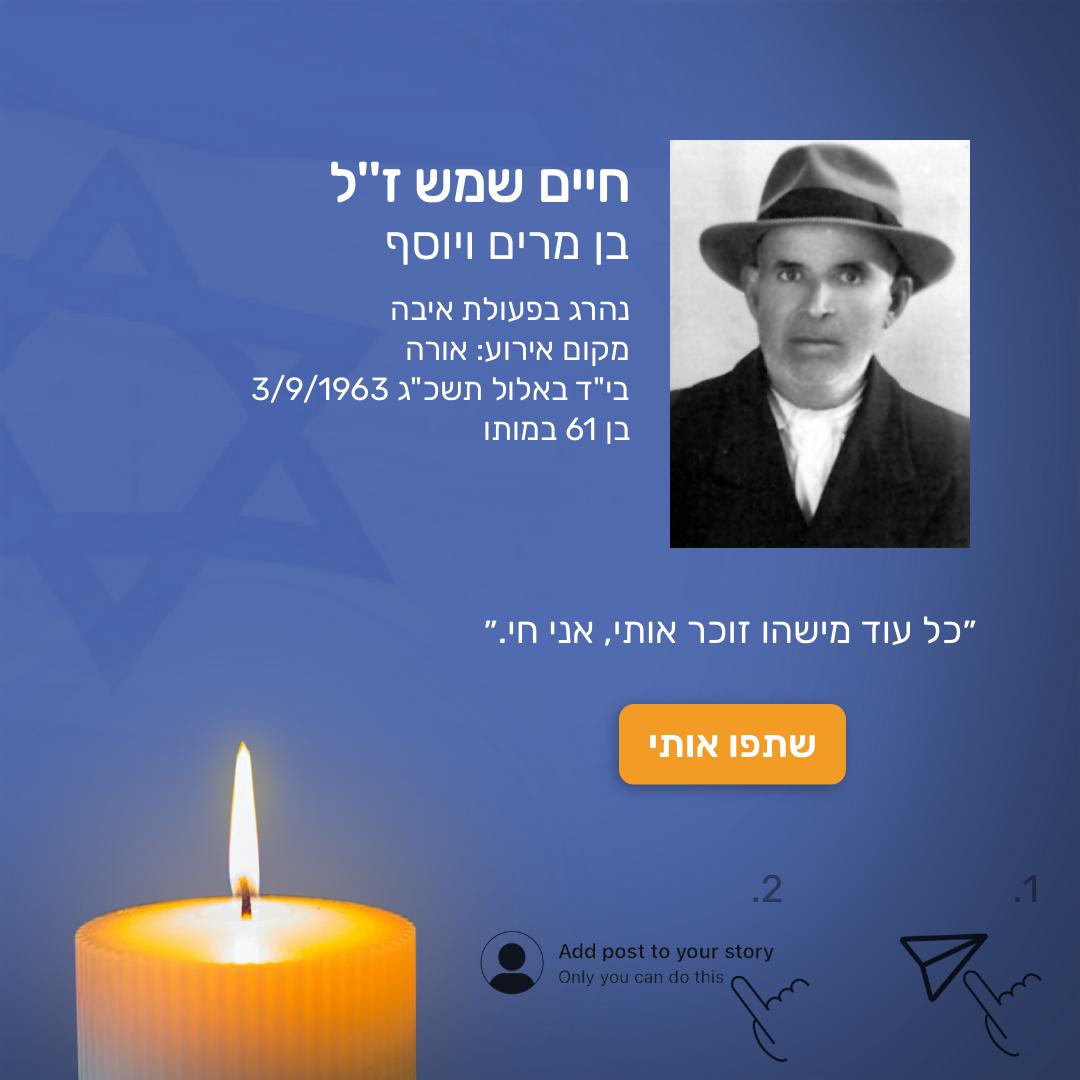 חיים שמש ז"ל
בן מרים ויוסף
נהרג בפעולת איבה
מקום אירוע: אורה
בי"ד באלול תשכ"ג 3/9/1963
בן 61 במותו
״כל עוד מישהו זוכר אותי, אני חי.״
שתפו אותי
.1
.2
Add post to your story
Only you can do this